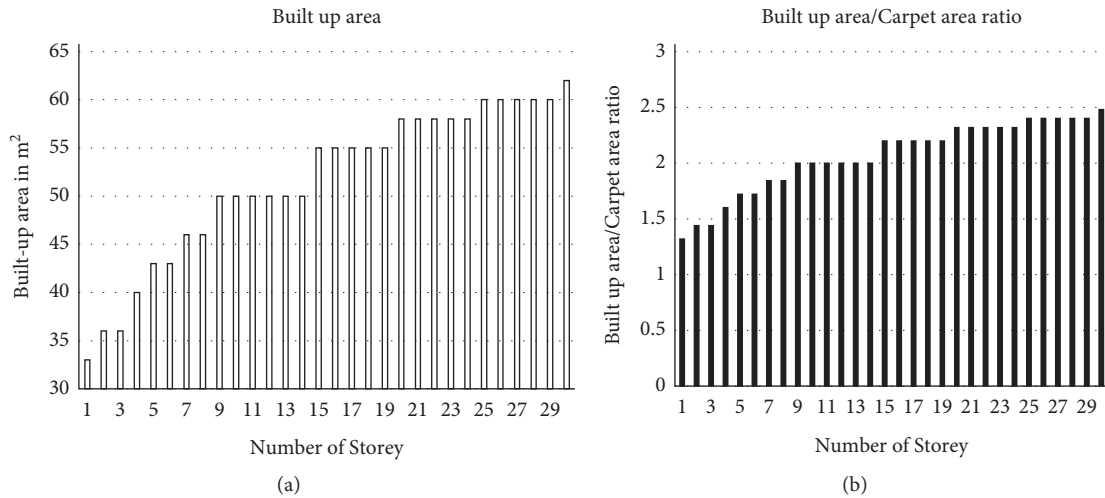 Built up area
Built-up area in m²
65
60
55
50
45
40
35
30
1 3 5 7 9 11 13 15 17 19 21 23 25 27 29
Number of Storey
(a)
Built up area/Carpet area ratio
Built up area/Carpet area ratio
3
2.5
2
1.5
1
0.5
0
1 3 5 7 9 11 13 15 17 19 21 23 25 27 29
Number of Storey
(b)